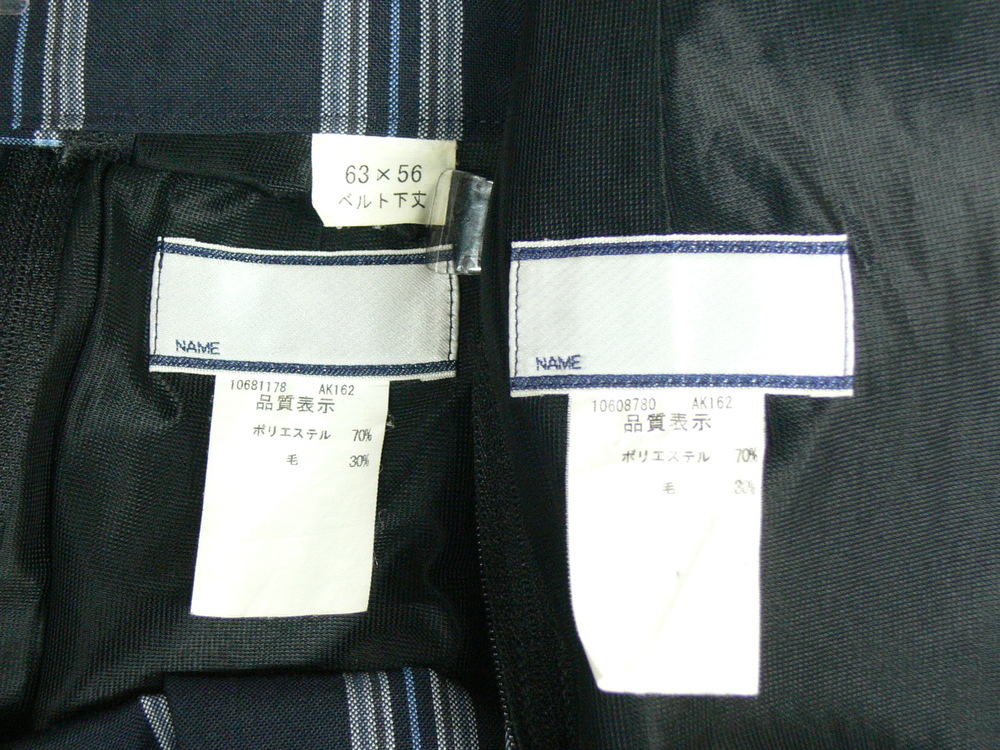 63×56
ベルト下丈
NAME
10681178 AK162
品質表示
ポリエステル 70%
毛 30%
NAME
10608780 AK162
品質表示
ポリエステル 70%
毛 30%